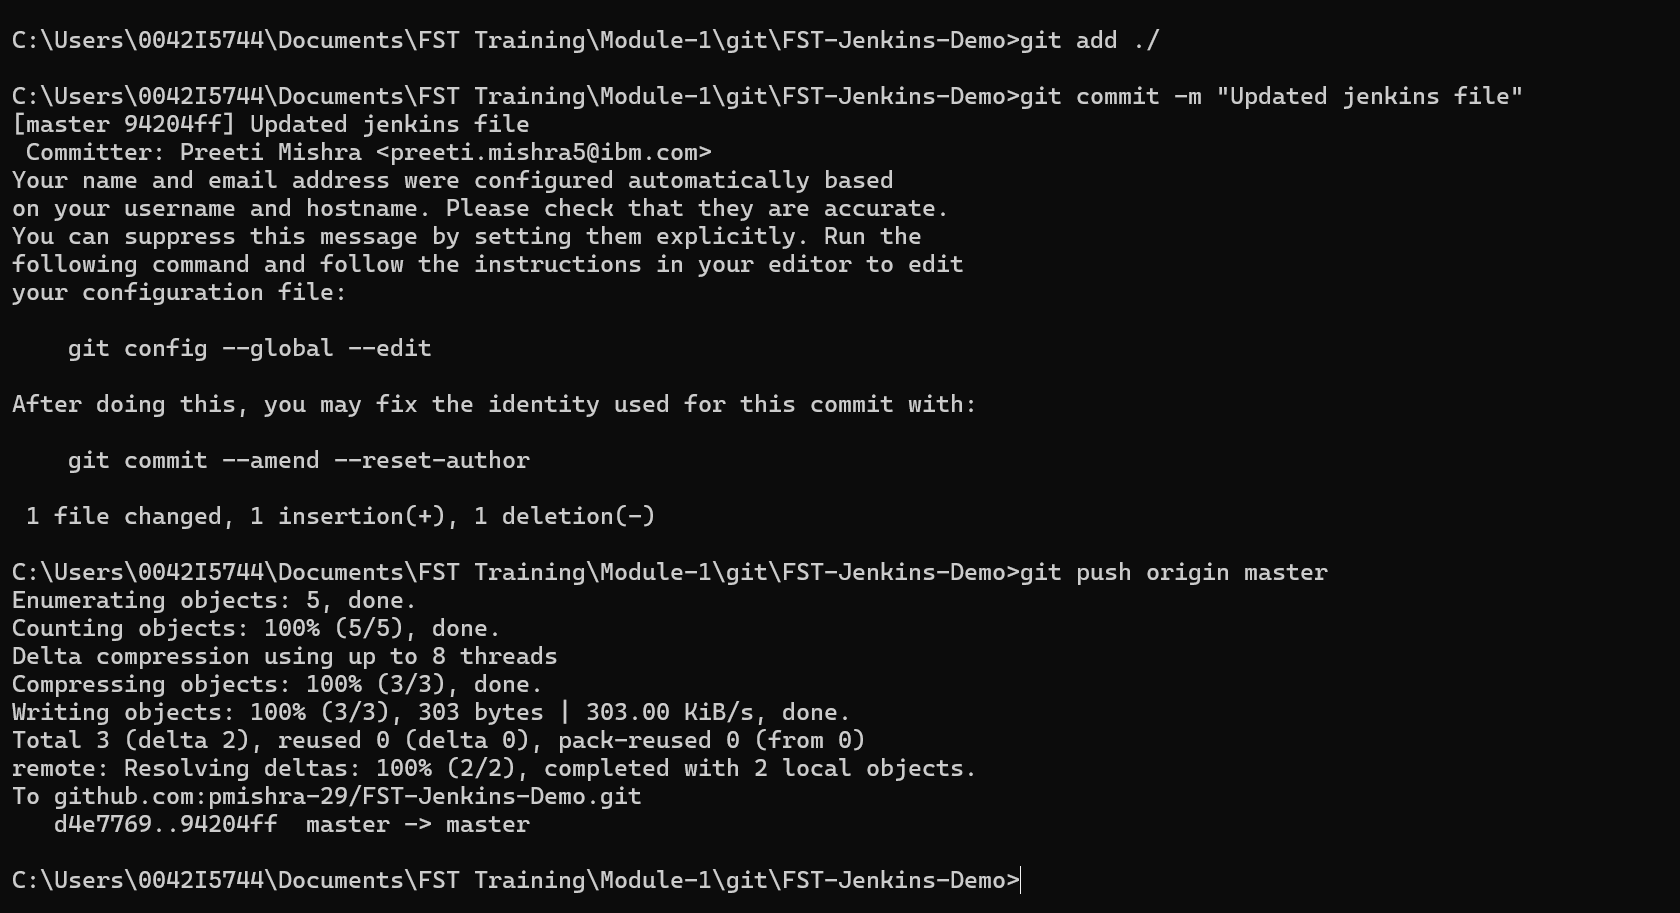 C:\Users\0042I5744\Documents\FST Training\Module-1\git\FST-Jenkins-Demo>git add ./
C:\Users\0042I5744\Documents\FST Training\Module-1\git\FST-Jenkins-Demo>git commit -m "Updated jenkins file"
[master 94204ff] Updated jenkins file
 Committer: Preeti Mishra <preeti.mishra5@ibm.com>
Your name and email address were configured automatically based
on your username and hostname. Please check that they are accurate.
You can suppress this message by setting them explicitly. Run the
following command and follow the instructions in your editor to edit
your configuration file:
    git config --global --edit
After doing this, you may fix the identity used for this commit with:
    git commit --amend --reset-author
 1 file changed, 1 insertion(+), 1 deletion(-)
C:\Users\0042I5744\Documents\FST Training\Module-1\git\FST-Jenkins-Demo>git push origin master
Enumerating objects: 5, done.
Counting objects: 100% (5/5), done.
Delta compression using up to 8 threads
Compressing objects: 100% (3/3), done.
Writing objects: 100% (3/3), 303 bytes | 303.00 KiB/s, done.
Total 3 (delta 2), reused 0 (delta 0), pack-reused 0 (from 0)
remote: Resolving deltas: 100% (2/2), completed with 2 local objects.
To github.com:pmishra-29/FST-Jenkins-Demo.git
   d4e7769..94204ff  master -> master
C:\Users\0042I5744\Documents\FST Training\Module-1\git\FST-Jenkins-Demo>